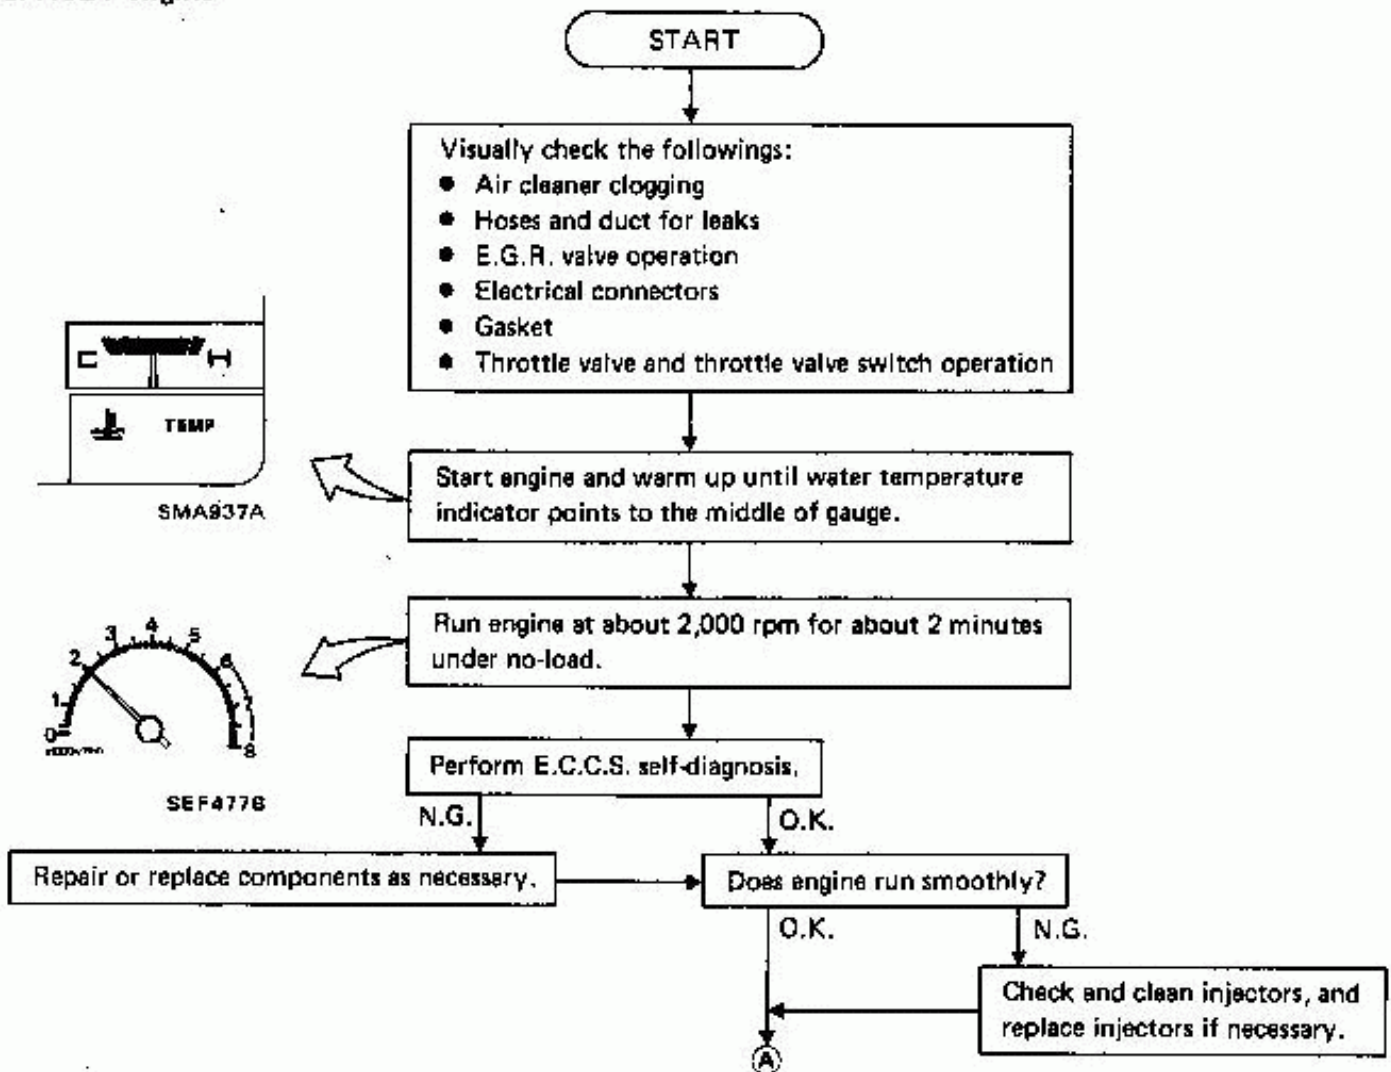 START
Visually check the followings:
● Air cleaner clogging
● Hoses and duct for leaks
● E.G.R. valve operation
● Electrical connectors
● Gasket
● Throttle valve and throttle valve switch operation
C H
TEMP
SMA937A
Start engine and warm up until water temperature
indicator points to the middle of gauge.
Run engine at about 2,000 rpm for about 2 minutes
under no-load.
0 1 2 3 4 5 6 7 8
SEF477B
Perform E.C.C.S. self-diagnosis.
N.G.
O.K.
Repair or replace components as necessary.
Does engine run smoothly?
O.K.
N.G.
Check and clean injectors, and
replace injectors if necessary.
A